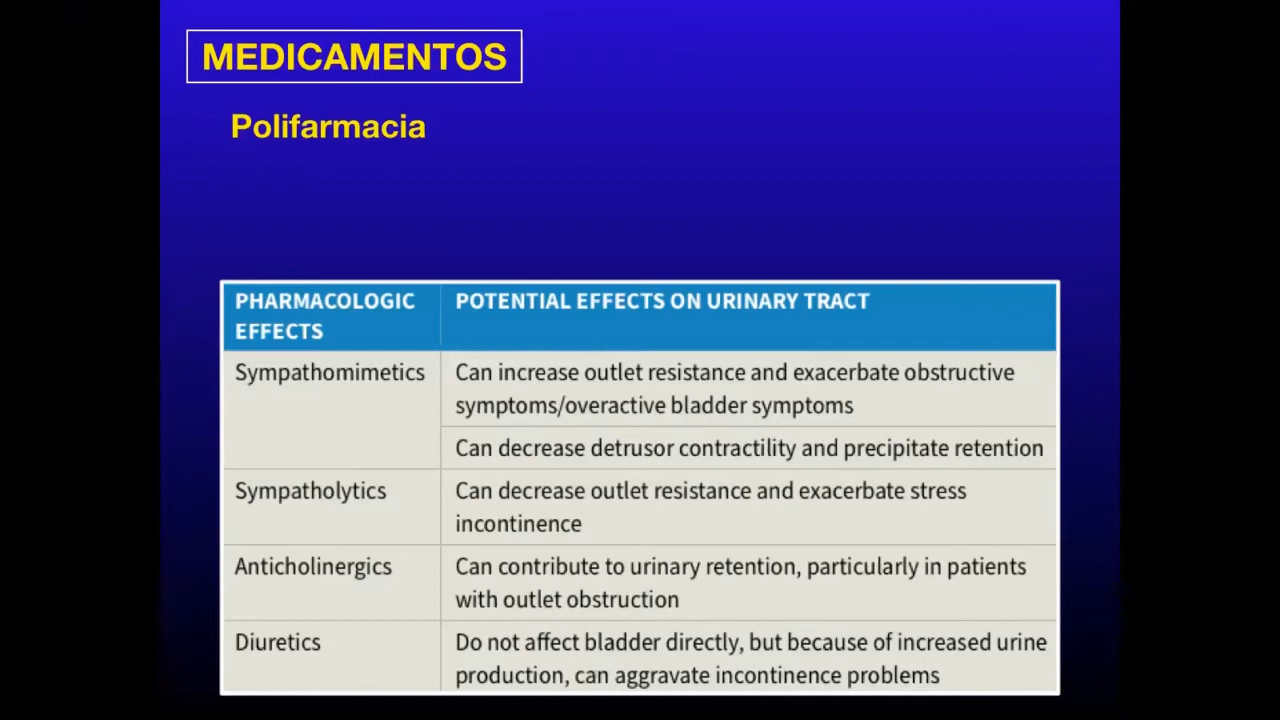 MEDICAMENTOS
Polifarmacia
PHARMACOLOGIC
EFFECTS
POTENTIAL EFFECTS ON URINARY TRACT
Sympathomimetics
Can increase outlet resistance and exacerbate obstructive
symptoms/overactive bladder symptoms
Can decrease detrusor contractility and precipitate retention
Sympatholytics
Can decrease outlet resistance and exacerbate stress
incontinence
Anticholinergics
Can contribute to urinary retention, particularly in patients
with outlet obstruction
Diuretics
Do not affect bladder directly, but because of increased urine
production, can aggravate incontinence problems